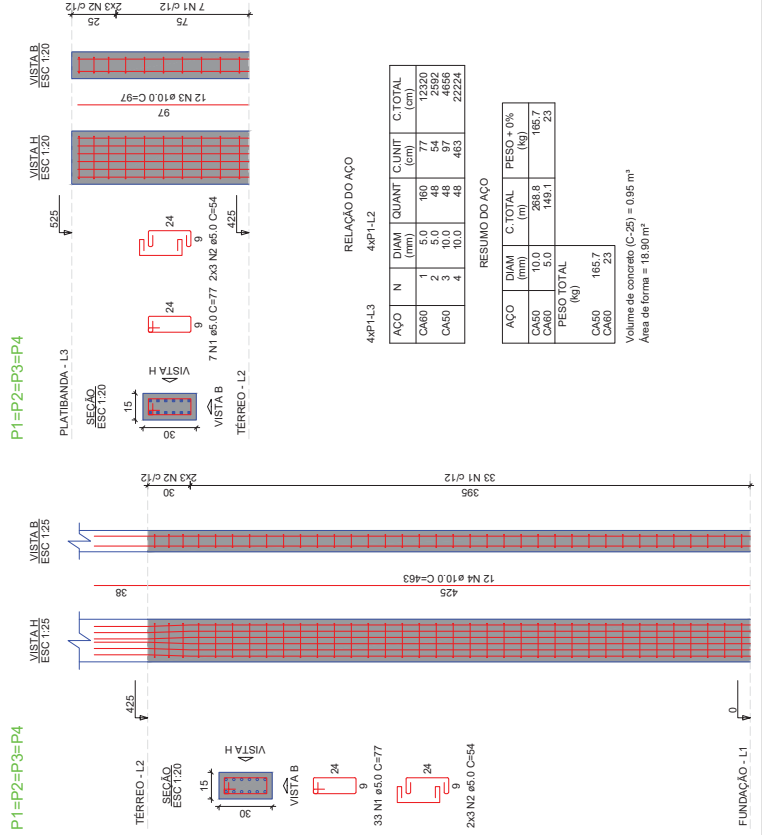 P1=P2=P3=P4
VISTA H
ESC 1:25
VISTA B
ESC 1:25
425
TÉRREO - L2
SEÇÃO
ESC 1:20
15
30
VISTA H
VISTA B
24
9
33 N1 ø5.0 C=77
24
9
2x3 N2 ø5.0 C=54
38
12 N4 ø10.0 C=463
425
30
2x3 N2 c/12
33 N1 c/12
395
0
FUNDAÇÃO - L1
P1=P2=P3=P4
VISTA H
ESC 1:20
VISTA B
ESC 1:20
525
PLATIBANDA - L3
SEÇÃO
ESC 1:20
15
30
VISTA H
VISTA B
TÉRREO - L2
425
24
9
7 N1 ø5.0 C=77
24
9
2x3 N2 ø5.0 C=54
12 N3 ø10.0 C=97
97
25
2x3 N2 c/12
7 N1 c/12
75
RELAÇÃO DO AÇO
4xP1-L3 4xP1-L2
AÇO N DIAM (mm) QUANT C.UNIT (cm) C.TOTAL (cm)
CA60 1 5.0 160 77 12320
2 5.0 48 54 2592
CA50 3 10.0 48 97 4656
4 10.0 48 463 22224
RESUMO DO AÇO
AÇO DIAM (mm) C.TOTAL (m) PESO + 0% (kg)
CA50 10.0 268.8 165.7
CA60 5.0 149.1 23
PESO TOTAL
(kg)
CA50 165.7
CA60 23
Volume de concreto (C-25) = 0.95 m³
Área de forma = 18.90 m²